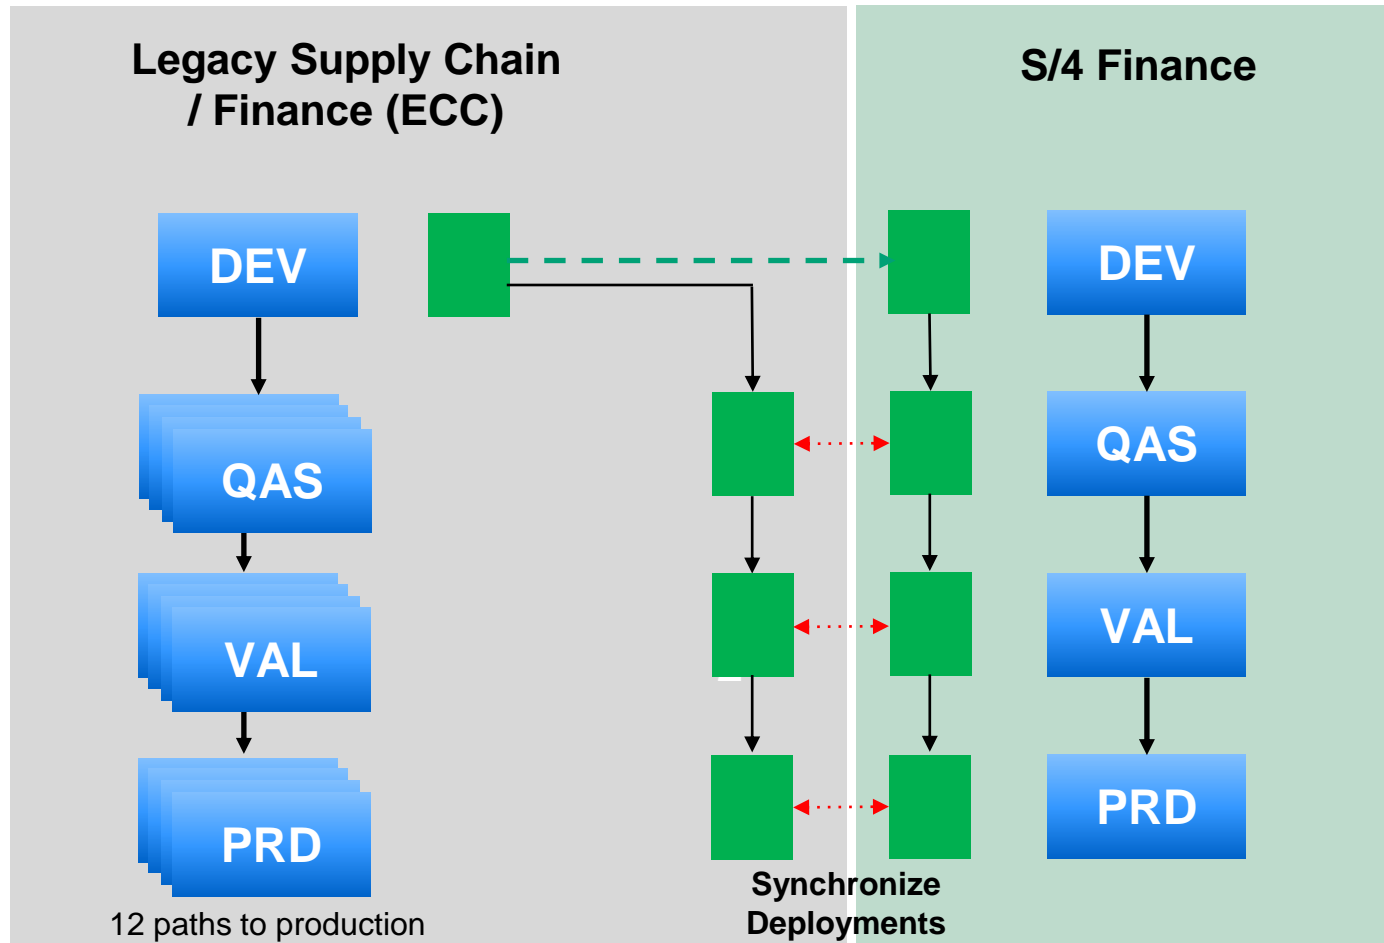 Legacy Supply Chain
/ Finance (ECC)
S/4 Finance
DEV
DEV
QAS
QAS
VAL
VAL
PRD
PRD
12 paths to production
Synchronize
Deployments